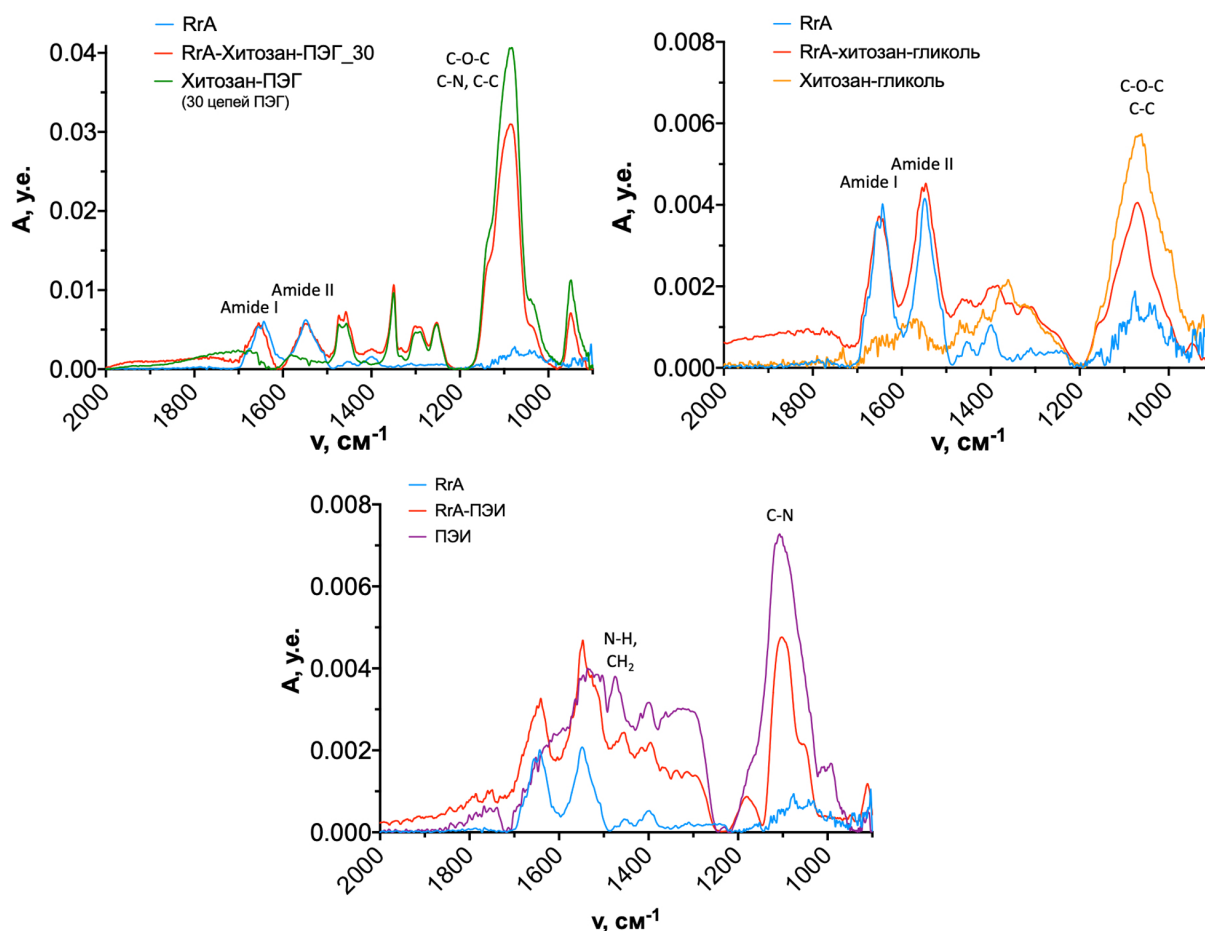 RrA
RrA-Хитозан-ПЭГ_30
Хитозан-ПЭГ
(30 цепей ПЭГ)
C-O-C
C-N, C-C
Amide I
Amide II
A, у.е.
0.04
0.03
0.02
0.01
0.00
2000
1800
1600
1400
1200
1000
ν, см⁻¹
RrA
RrA-хитозан-гликоль
Хитозан-гликоль
C-O-C
C-C
Amide I
Amide II
A, у.е.
0.008
0.006
0.004
0.002
0.000
2000
1800
1600
1400
1200
1000
ν, см⁻¹
RrA
RrA-ПЭИ
ПЭИ
C-N
N-H,
CH₂
A, у.е.
0.008
0.006
0.004
0.002
0.000
2000
1800
1600
1400
1200
1000
ν, см⁻¹